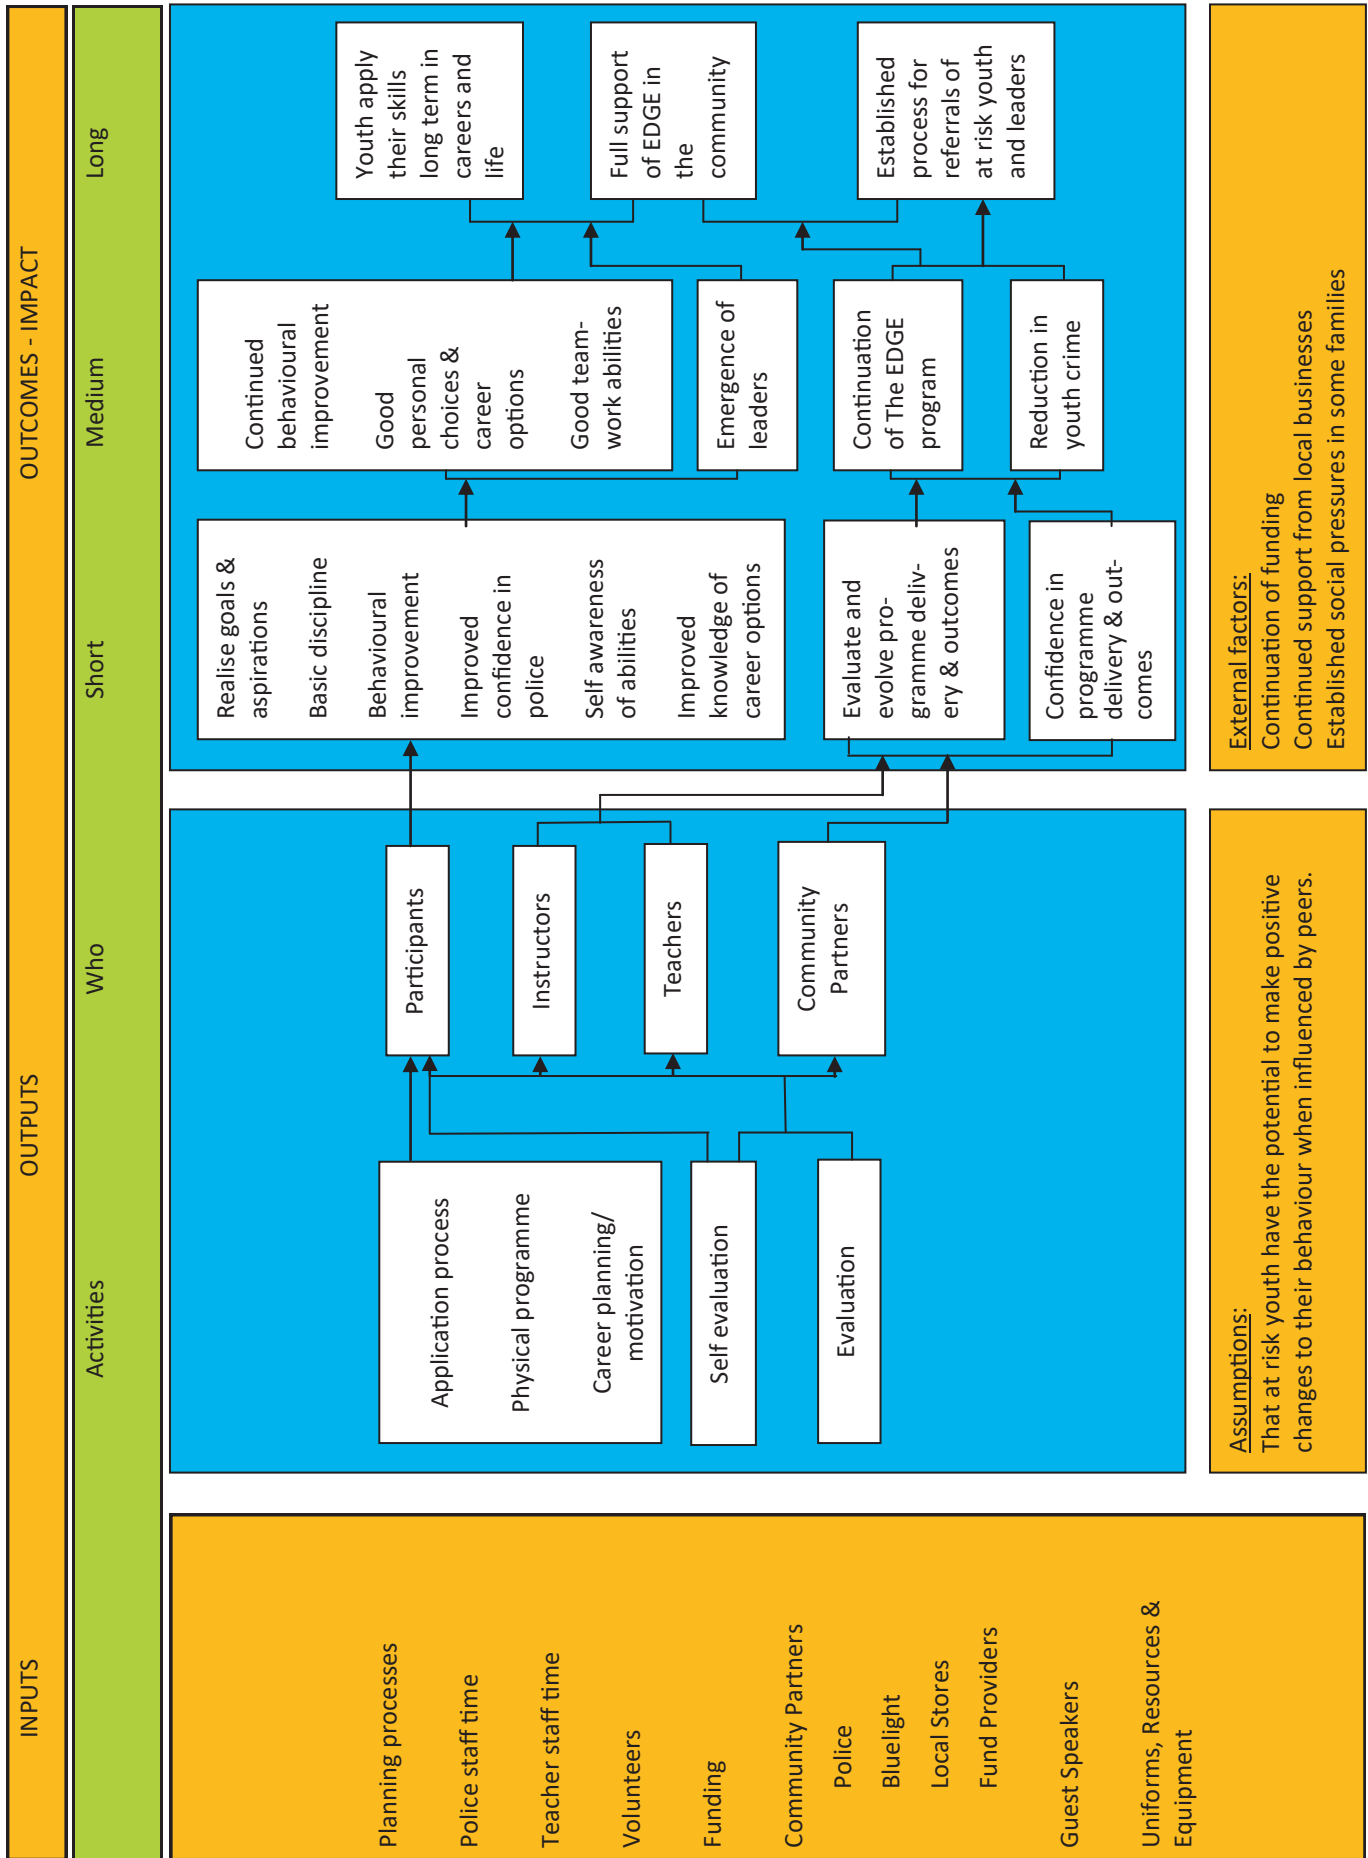 INPUTS
OUTPUTS
OUTCOMES - IMPACT
Activities
Who
Short
Medium
Long
Planning processes
Police staff time
Teacher staff time
Volunteers
Funding
Community Partners
Police
Bluelight
Local Stores
Fund Providers
Guest Speakers
Uniforms, Resources &
Equipment
Application process
Physical programme
Career planning/
motivation
Self evaluation
Evaluation
Participants
Instructors
Teachers
Community
Partners
Realise goals &
aspirations
Basic discipline
Behavioural
improvement
Improved
confidence in
police
Self awareness
of abilities
Improved
knowledge of
career options
Evaluate and
evolve pro-
gramme deliv-
ery & outcomes
Confidence in
programme
delivery & out-
comes
Continued
behavioural
improvement
Good
personal
choices &
career
options
Good team-
work abilities
Emergence of
leaders
Continuation
of The EDGE
program
Reduction in
youth crime
Youth apply
their skills
long term in
careers and
life
Full support
of EDGE in
the
community
Established
process for
referrals of
at risk youth
and leaders
Assumptions:
That at risk youth have the potential to make positive
changes to their behaviour when influenced by peers.
External factors:
Continuation of funding
Continued support from local businesses
Established social pressures in some families